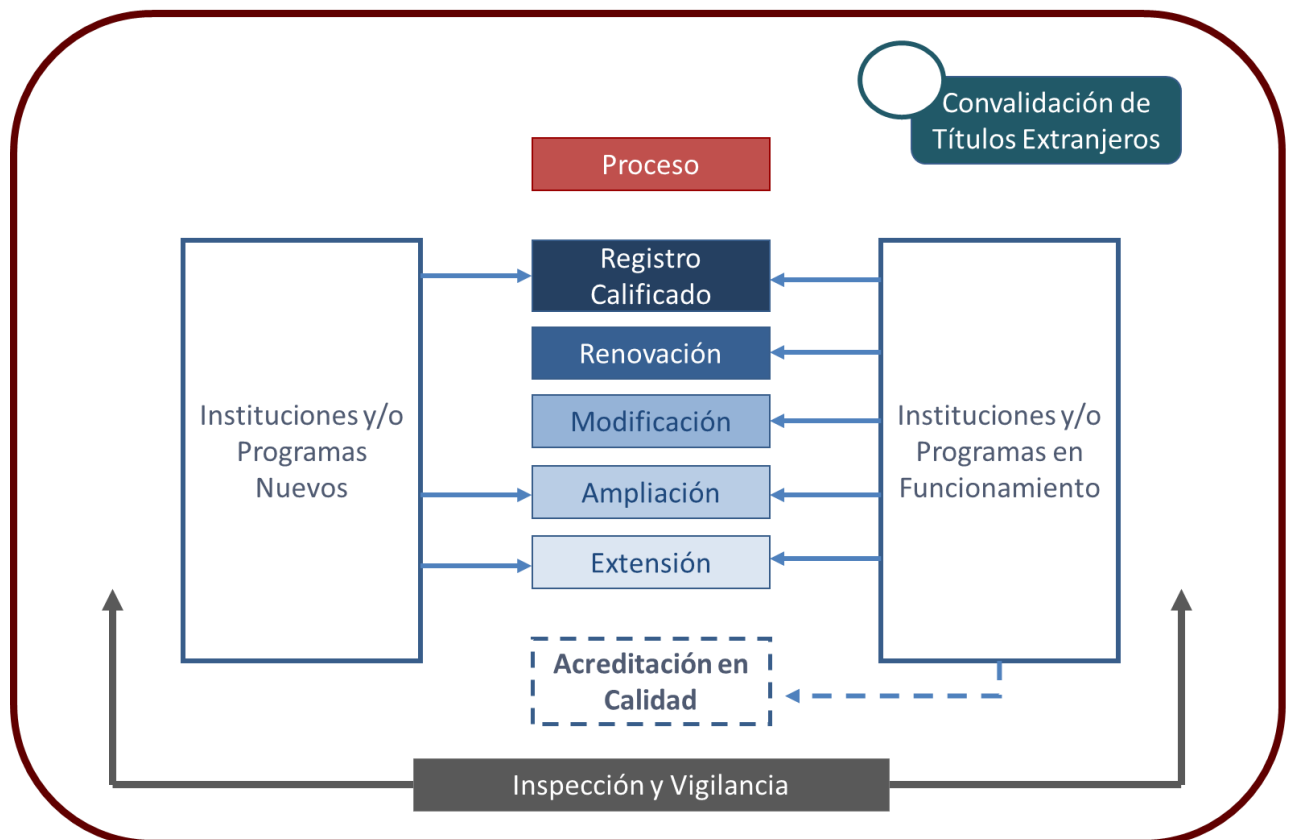 Convalidación de
Títulos Extranjeros
Proceso
Registro
Calificado
Renovación
Modificación
Ampliación
Extensión
Instituciones y/o
Programas
Nuevos
Instituciones y/o
Programas en
Funcionamiento
Acreditación en
Calidad
Inspección y Vigilancia